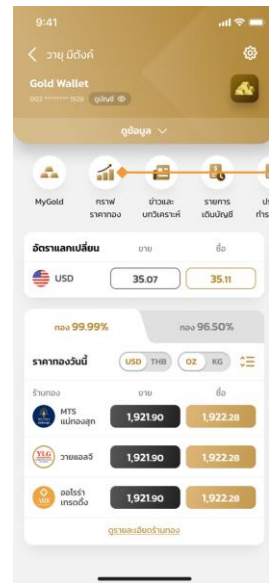 9:41
วายุ มีตังค์
Gold Wallet
003 ******* 1928 ดูบัญชี
ดูข้อมูล
MyGold
กราฟ
ราคาทอง
ข่าวและ
บทวิเคราะห์
รายการ
เดินบัญชี
อัตราแลกเปลี่ยน ขาย ซื้อ
USD 35.07 35.11
ทอง 99.99% ทอง 96.50%
ราคาทองวันนี้ USD THB OZ KG
ร้านทอง ขาย ซื้อ
MTS
แม่ทองสุก
1,921.90 1,922.28
YLG วายแอลจี 1,921.90 1,922.28
ออโรร่า
เทรดดิ้ง
1,921.90 1,922.28
ดูรายละเอียดร้านทอง